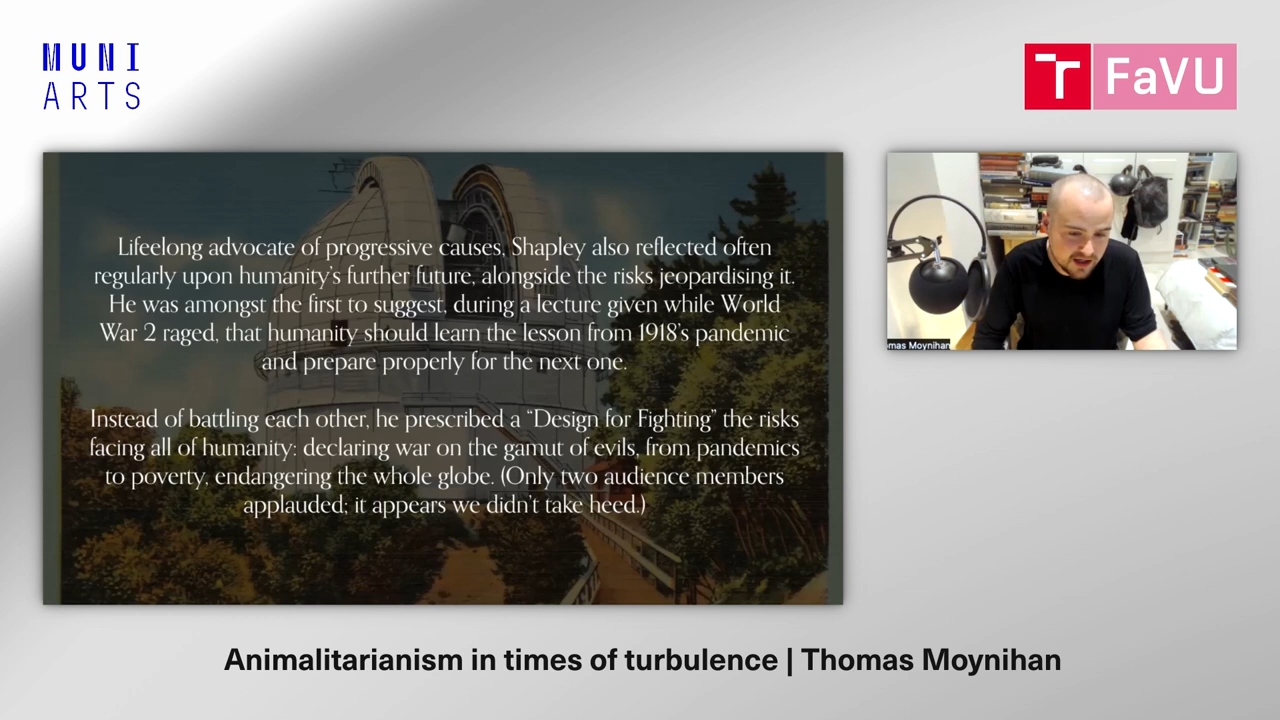 MUNI
ARTS
FaVU
Lifeelong advocate of progressive causes, Shapley also reflected often
regularly upon humanity's further future, alongside the risks jeopardising it.
He was amongst the first to suggest, during a lecture given while World
War 2 raged, that humanity should learn the lesson from 1918's pandemic
and prepare properly for the next one.
Instead of battling each other, he prescribed a “Design for Fighting” the risks
facing all of humanity: declaring war on the gamut of evils, from pandemics
to poverty, endangering the whole globe. (Only two audience members
applauded; it appears we didn't take heed.)
omas Moynihan
Animalitarianism in times of turbulence | Thomas Moynihan